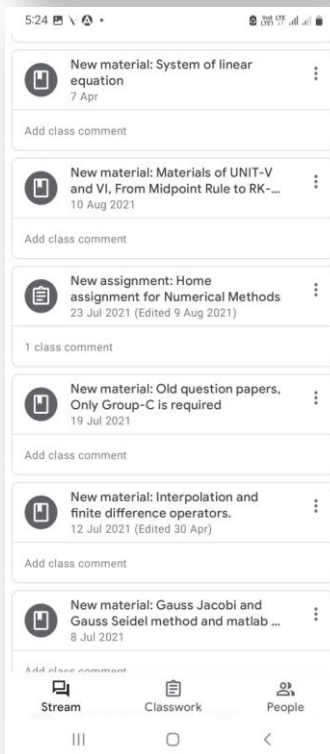 5:24
New material: System of linear
equation
7 Apr
Add class comment
New material: Materials of UNIT-V
and VI, From Midpoint Rule to RK-...
10 Aug 2021
Add class comment
New assignment: Home
assignment for Numerical Methods
23 Jul 2021 (Edited 9 Aug 2021)
1 class comment
New material: Old question papers,
Only Group-C is required
19 Jul 2021
Add class comment
New material: Interpolation and
finite difference operators.
12 Jul 2021 (Edited 30 Apr)
Add class comment
New material: Gauss Jacobi and
Gauss Seidel method and matlab ...
8 Jul 2021
Add class comment
Stream Classwork People